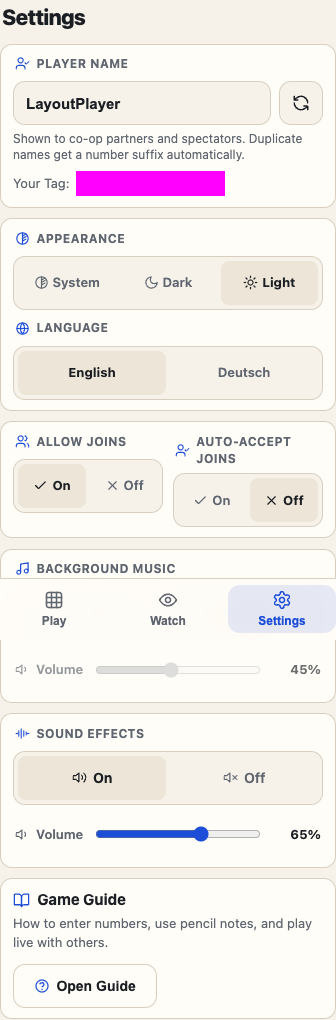 Settings
PLAYER NAME
LayoutPlayer
Shown to co-op partners and spectators. Duplicate
names get a number suffix automatically.
Your Tag:
APPEARANCE
System Dark Light
LANGUAGE
English Deutsch
ALLOW JOINS
On Off
AUTO-ACCEPT
JOINS
On Off
BACKGROUND MUSIC
Play Watch Settings
Volume 45%
SOUND EFFECTS
On Off
Volume 65%
Game Guide
How to enter numbers, use pencil notes, and play
live with others.
Open Guide